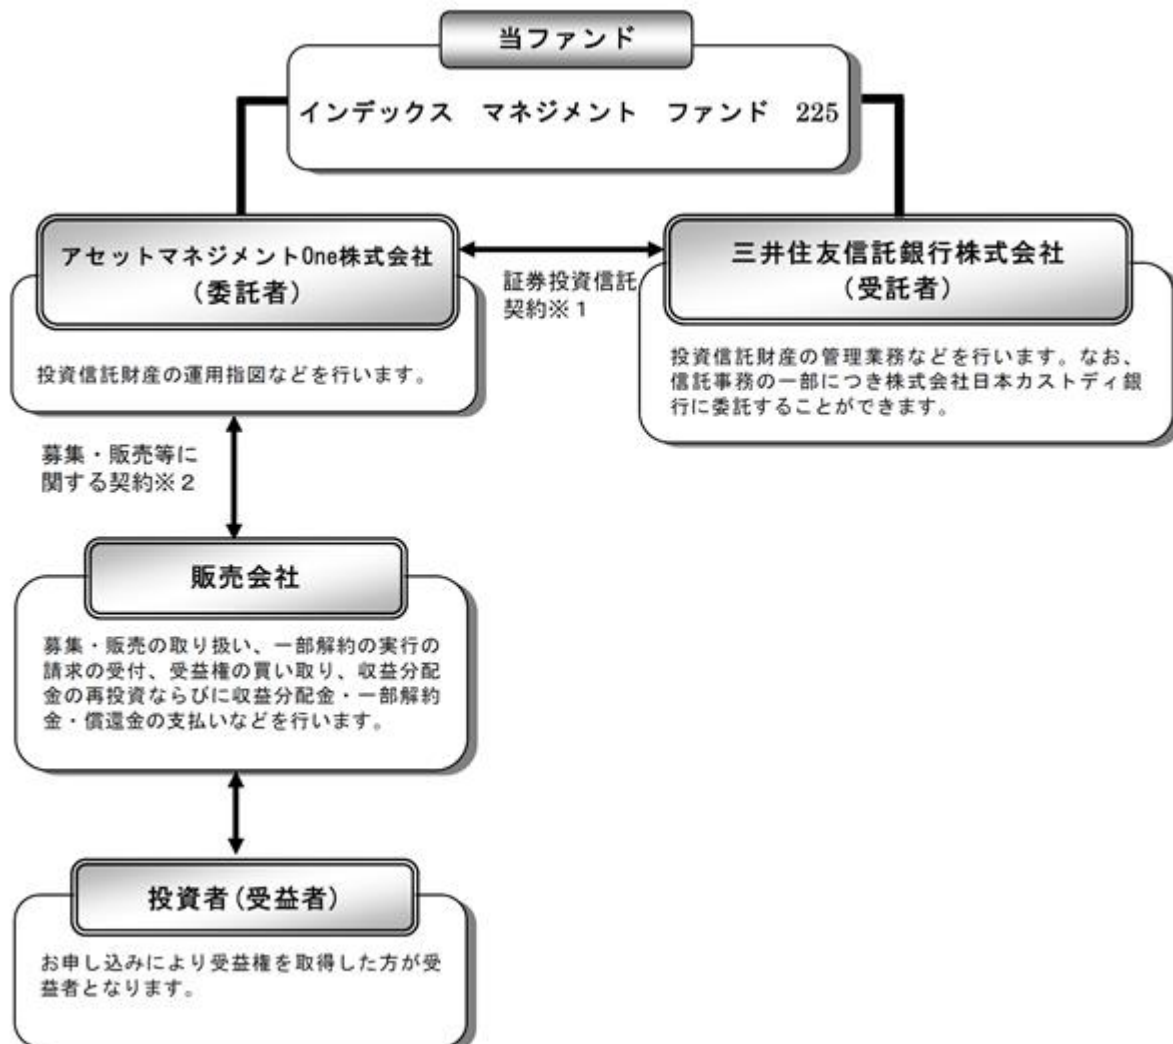 当ファンド
インデックス　マネジメント　ファンド　225
アセットマネジメントOne株式会社
（委託者）
証券投資信託
契約※１
三井住友信託銀行株式会社
（受託者）
投資信託財産の運用指図などを行います。
投資信託財産の管理業務などを行います。なお、
信託事務の一部につき株式会社日本カストディ銀
行に委託することができます。
募集・販売等に
関する契約※２
販売会社
募集・販売の取り扱い、一部解約の実行の
請求の受付、受益権の買い取り、収益分配
金の再投資ならびに収益分配金・一部解約
金・償還金の支払いなどを行います。
投資者(受益者)
お申し込みにより受益権を取得した方が受
益者となります。